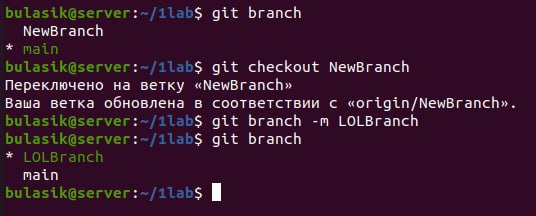 bulasik@server:~/1lab$ git branch
  NewBranch
* main
bulasik@server:~/1lab$ git checkout NewBranch
Переключено на ветку «NewBranch»
Ваша ветка обновлена в соответствии с «origin/NewBranch».
bulasik@server:~/1lab$ git branch -m LOLBranch
bulasik@server:~/1lab$ git branch
* LOLBranch
  main
bulasik@server:~/1lab$